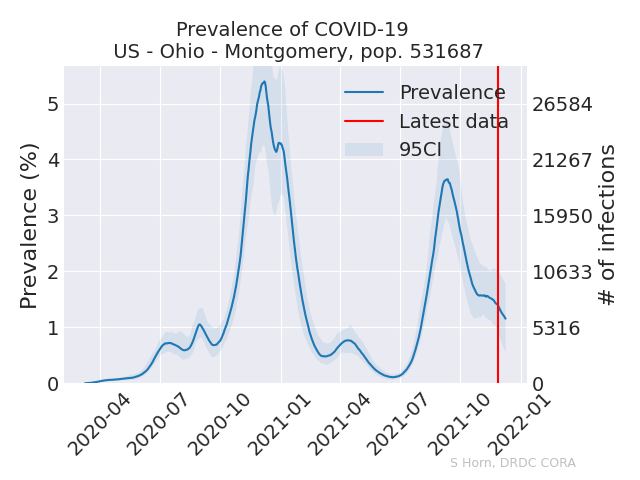 Prevalence of COVID-19
US - Ohio - Montgomery, pop. 531687
Prevalence
Latest data
95CI
Prevalence (%)
5
4
3
2
1
0
26584
21267
15950
10633
5316
0
# of infections
2020-04
2020-07
2020-10
2021-01
2021-04
2021-07
2021-10
2022-01
S Horn, DRDC CORA